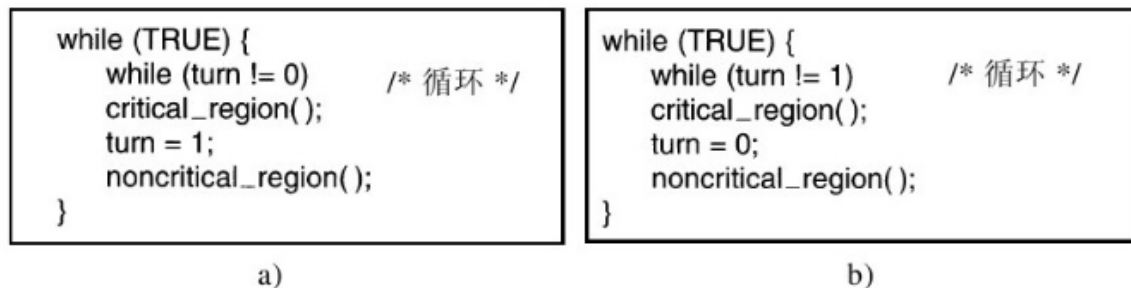 while (TRUE) {
while (turn != 0) /* 循环 */
critical_region( );
turn = 1;
noncritical_region( );
}
a)
while (TRUE) {
while (turn != 1) /* 循环 */
critical_region( );
turn = 0;
noncritical_region( );
}
b)